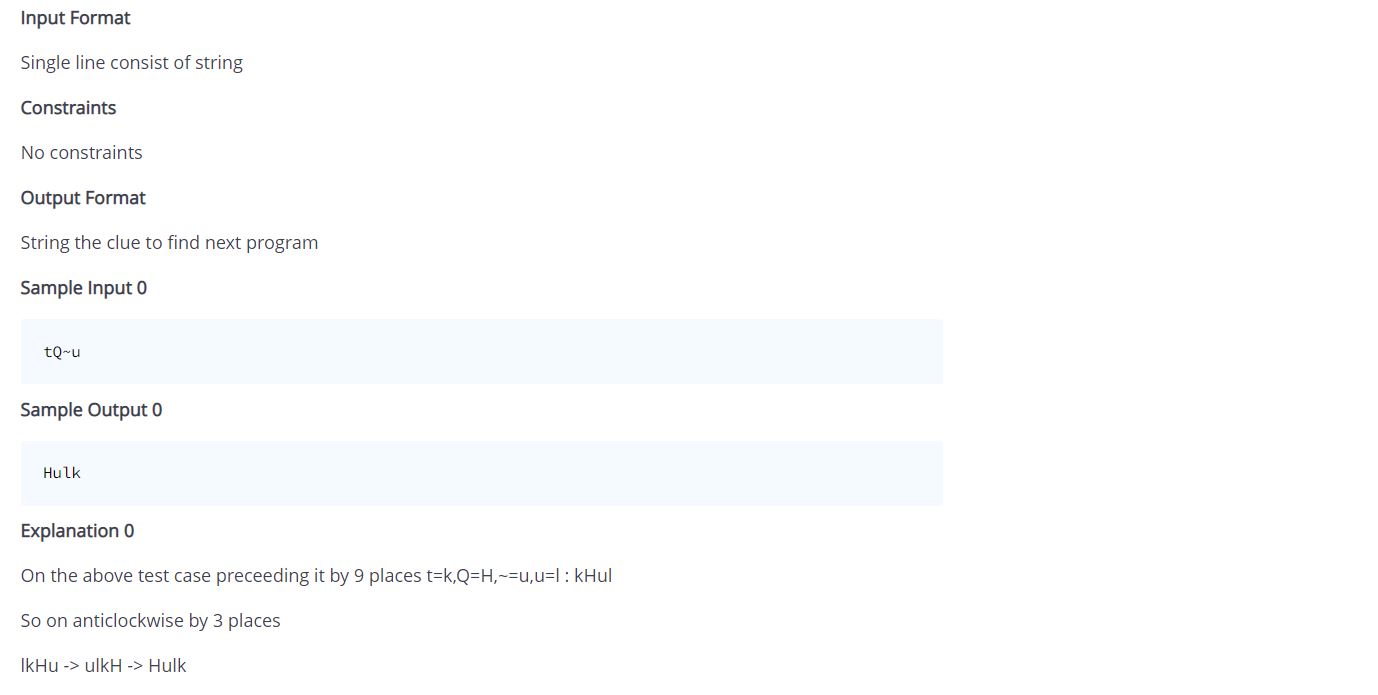 Input Format
Single line consist of string
Constraints
No constraints
Output Format
String the clue to find next program
Sample Input 0
tQ~u
Sample Output 0
Hulk
Explanation 0
On the above test case preceeding it by 9 places t=k,Q=H,~=u,u=l : kHul
So on anticlockwise by 3 places
lkHu -> ulkH -> Hulk